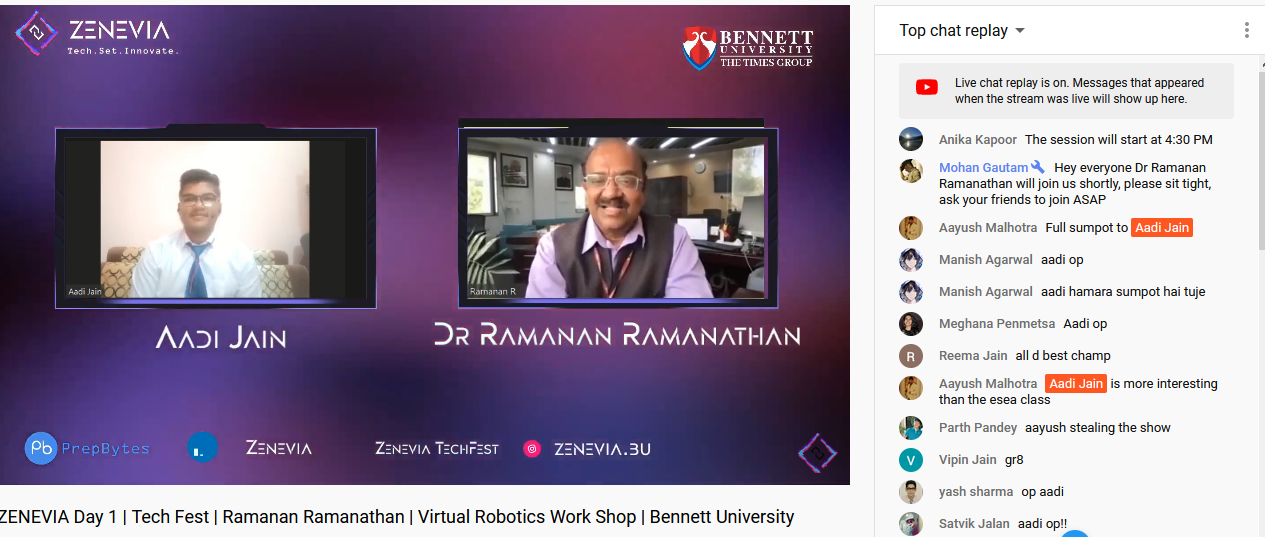 ZENEVIA
Tech.Set.Innovate.
BENNETT
UNIVERSITY
THE TIMES GROUP
Aadi Jain
Ramanan R
AADI JAIN
DR RAMANAN RAMANATHAN
Pb PrepBytes
ZENEVIA
ZENEVIA TECHFEST
ZENEVIA.BU
ZENEVIA Day 1 | Tech Fest | Ramanan Ramanathan | Virtual Robotics Work Shop | Bennett University
Top chat replay
Live chat replay is on. Messages that appeared
when the stream was live will show up here.
Anika Kapoor The session will start at 4:30 PM
Mohan Gautam Hey everyone Dr Ramanan
Ramanathan will join us shortly, please sit tight,
ask your friends to join ASAP
Aayush Malhotra Full sumpot to Aadi Jain
Manish Agarwal aadi op
Manish Agarwal aadi hamara sumpot hai tuje
Meghana Penmetsa Aadi op
R Reema Jain all d best champ
Aayush Malhotra Aadi Jain is more interesting
than the esea class
Parth Pandey aayush stealing the show
V Vipin Jain gr8
yash sharma op aadi
Satvik Jalan aadi op!!